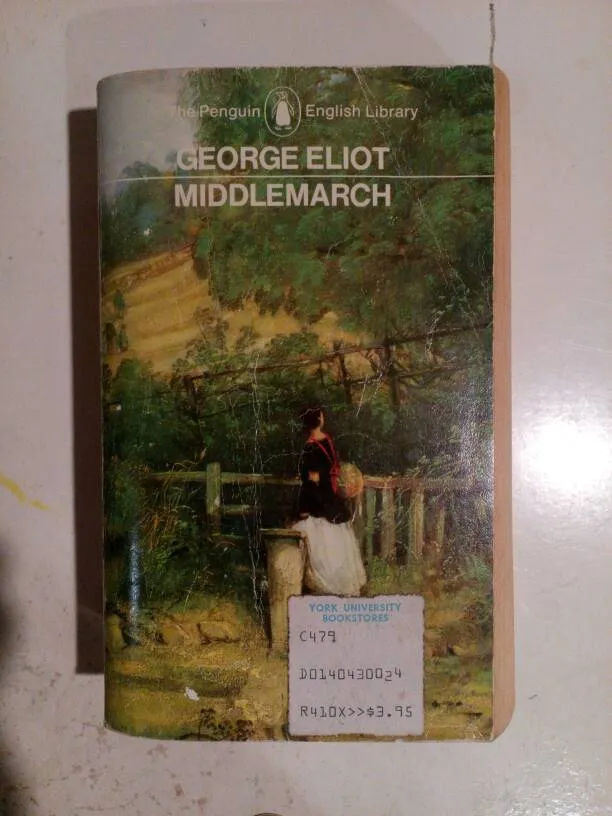 The Penguin English Library
GEORGE ELIOT
MIDDLEMARCH
YORK UNIVERSITY
BOOKSTORES
C479
D0140430024
R410X>>$3.95